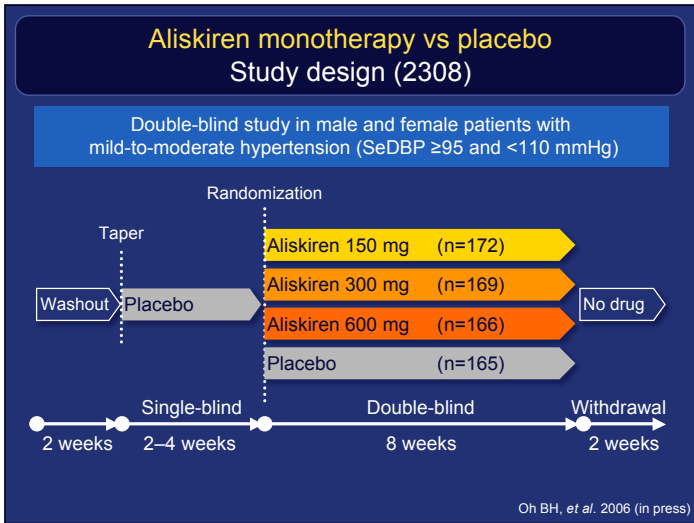 Aliskiren monotherapy vs placebo
Study design (2308)
Double-blind study in male and female patients with
mild-to-moderate hypertension (SeDBP ≥95 and <110 mmHg)
Randomization
Taper
Aliskiren 150 mg (n=172)
Aliskiren 300 mg (n=169)
Washout
Placebo
No drug
Aliskiren 600 mg (n=166)
Placebo (n=165)
Single-blind
Double-blind
Withdrawal
2 weeks
2–4 weeks
8 weeks
2 weeks
Oh BH, et al. 2006 (in press)